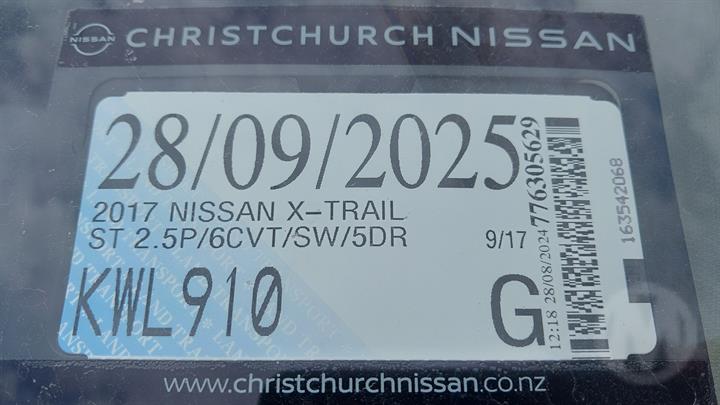 NISSAN CHRISTCHURCH NISSAN
28/09/2025
2017 NISSAN X-TRAIL
ST 2.5P/6CVT/SW/5DR 9/17
KWL910 G
12:18 28/08/2024 776305629
163542068
www.christchurchnissan.co.nz